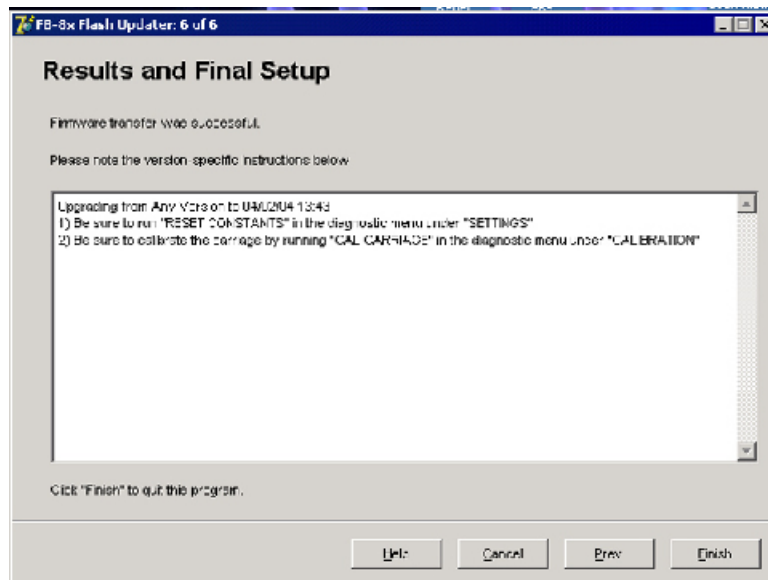 FB-8x Flash Updater: 6 of 6
Results and Final Setup
Firmware transfer was successful.
Please note the version-specific instructions below
Upgrading from Any Version to 04/02/04 13:43
1) Be sure to run "RESET CONSTANTS" in the diagnostic menu under "SETTINGS"
2) Be sure to calibrate the carriage by running "CAL CARRIAGE" in the diagnostic menu under "CALIBRATION"
Click "Finish" to quit this program.
Help Cancel Prev Finish